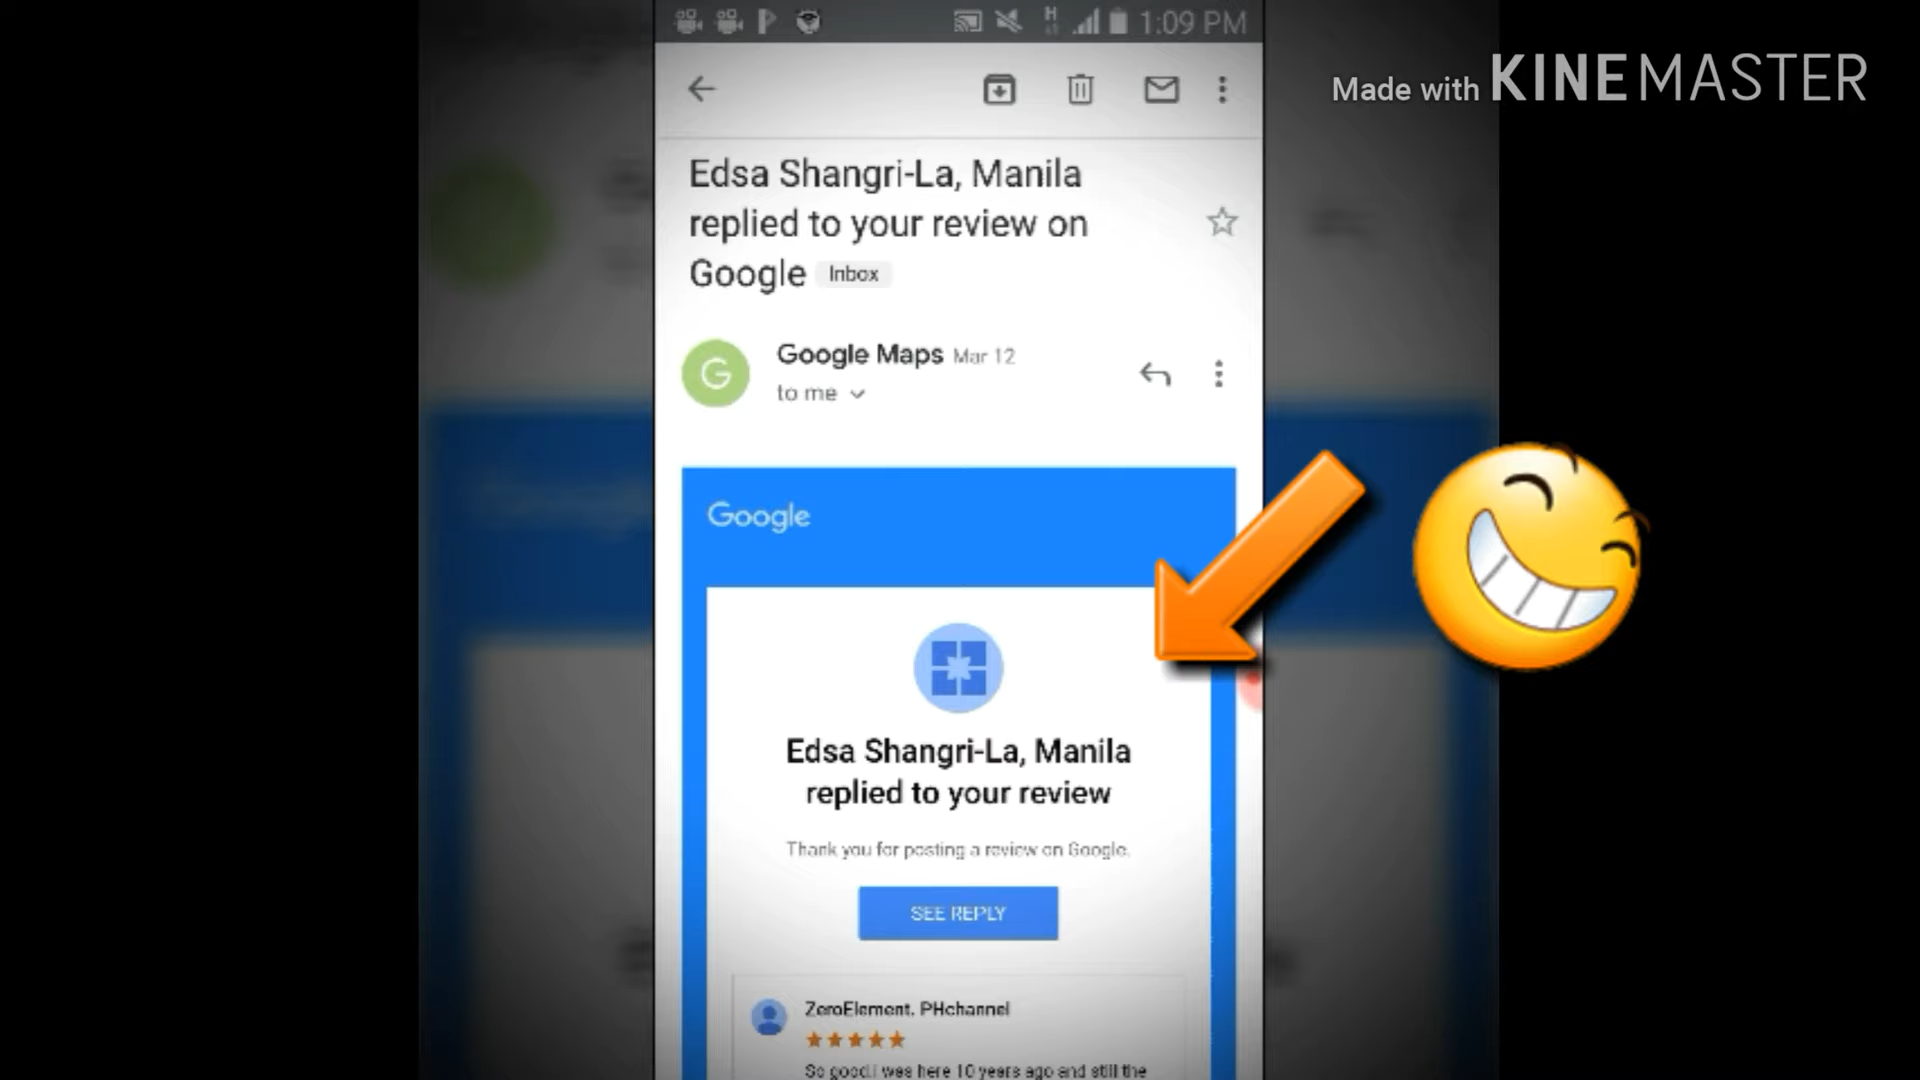 1:09 PM
Made with KINEMASTER
Edsa Shangri-La, Manila
replied to your review on
Google Inbox
G
Google Maps Mar 12
to me
Google
Edsa Shangri-La, Manila
replied to your review
Thank you for posting a review on Google.
SEE REPLY
ZeroElement. PHchannel
So good.i was here 10 years ago and still the